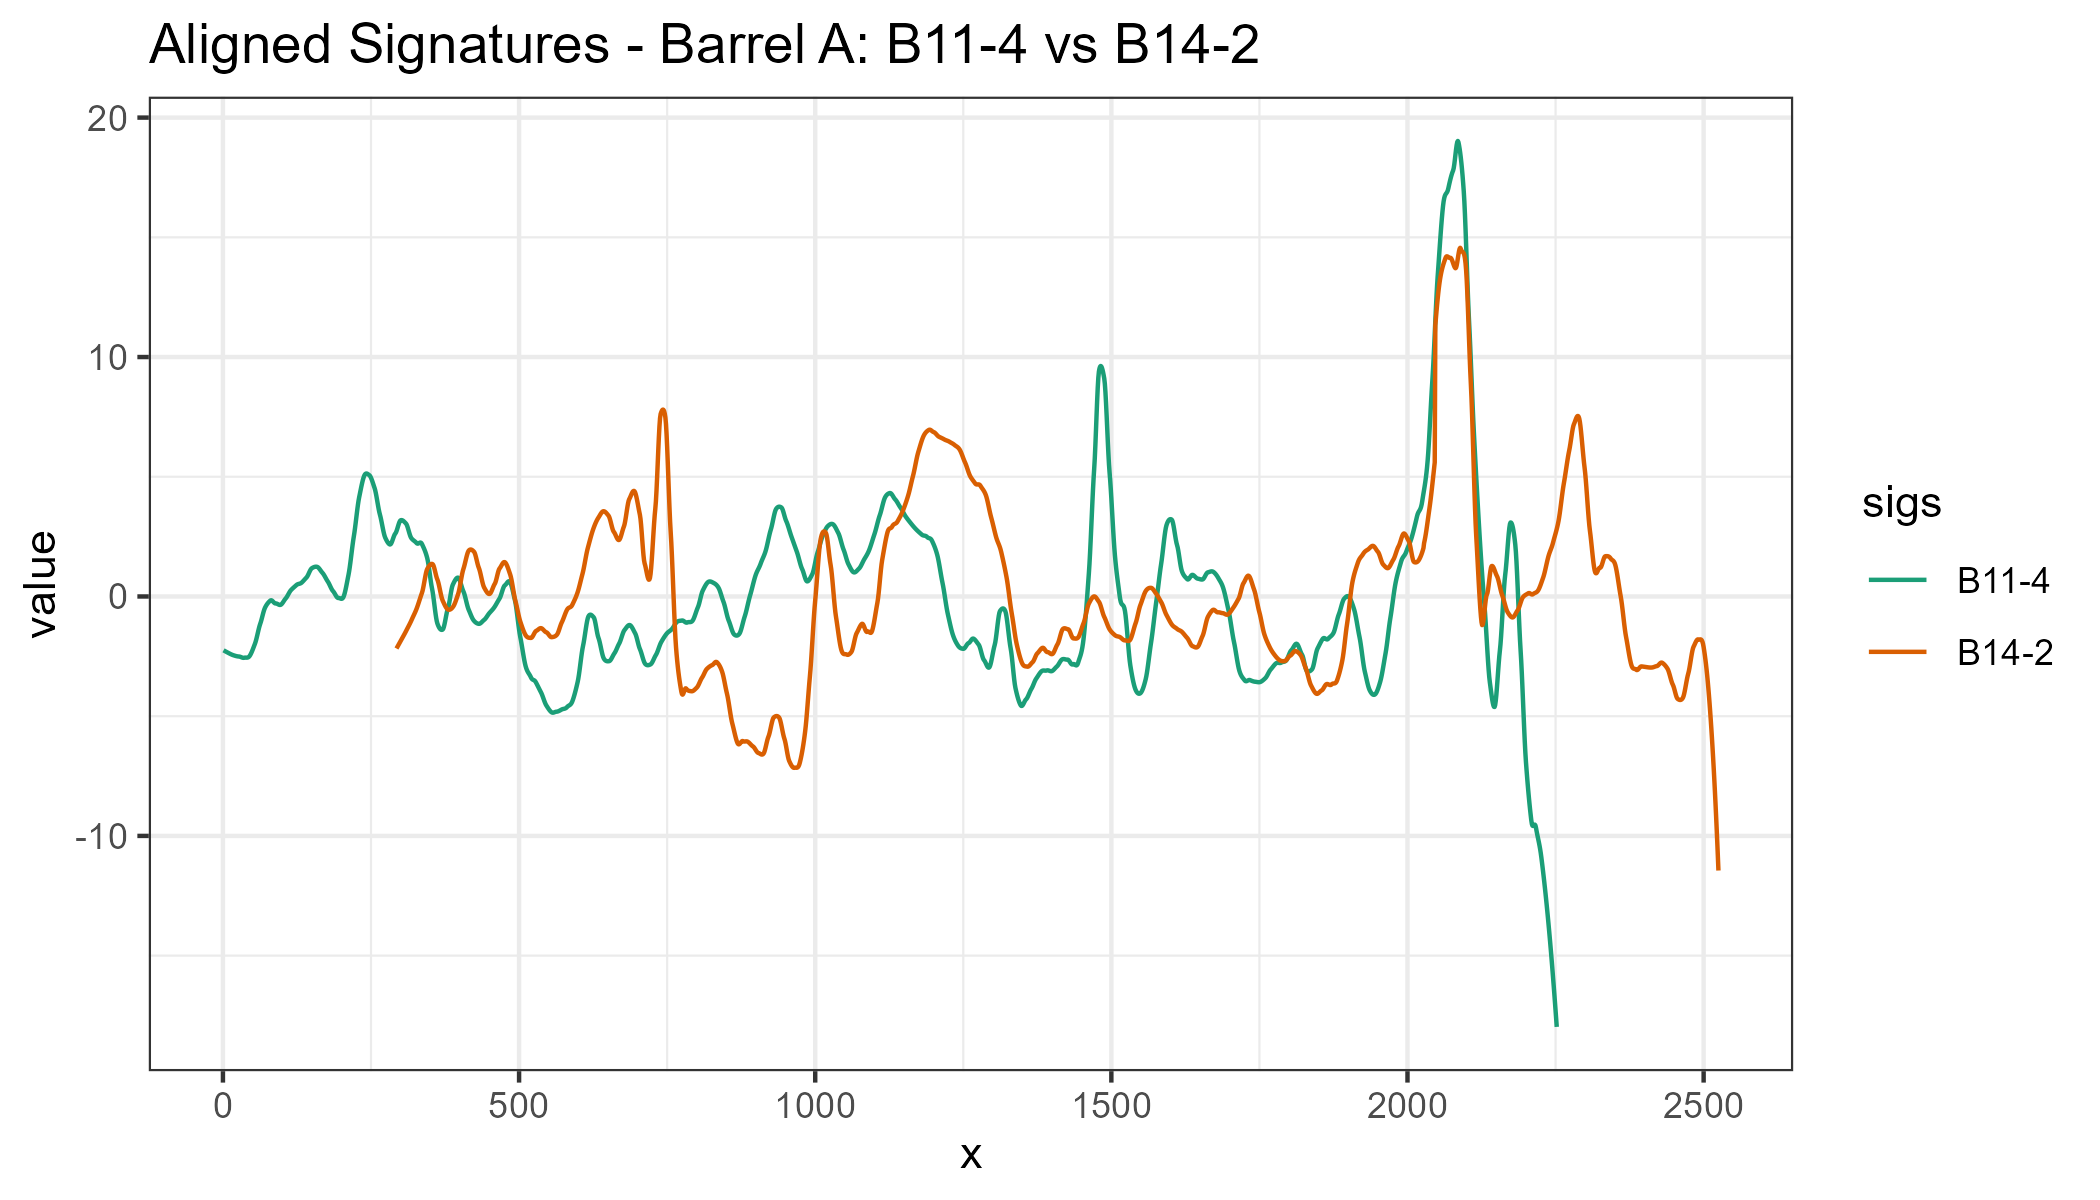 Aligned Signatures - Barrel A: B11-4 vs B14-2
20
10
0
-10
value
0 500 1000 1500 2000 2500
x
sigs
B11-4
B14-2